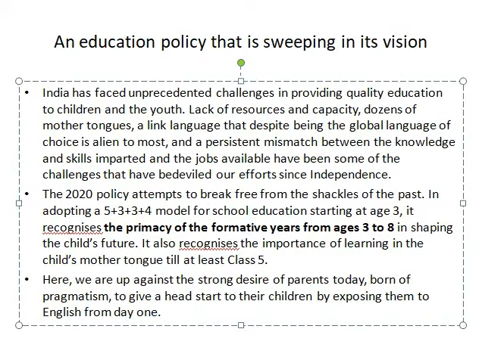 An education policy that is sweeping in its vision
• India has faced unprecedented challenges in providing quality education
to children and the youth. Lack of resources and capacity, dozens of
mother tongues, a link language that despite being the global language of
choice is alien to most, and a persistent mismatch between the knowledge
and skills imparted and the jobs available have been some of the
challenges that have bedeviled our efforts since Independence.
• The 2020 policy attempts to break free from the shackles of the past. In
adopting a 5+3+3+4 model for school education starting at age 3, it
recognises the primacy of the formative years from ages 3 to 8 in shaping
the child's future. It also recognises the importance of learning in the
child's mother tongue till at least Class 5.
• Here, we are up against the strong desire of parents today, born of
pragmatism, to give a head start to their children by exposing them to
English from day one.